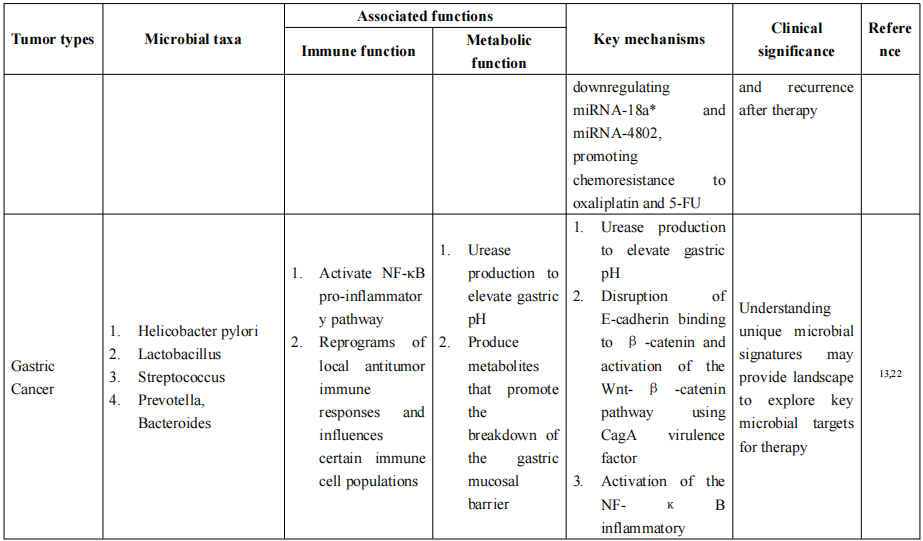 Tumor types
Microbial taxa
Associated functions
Immune function
Metabolic
function
Key mechanisms
Clinical
significance
Refere
nce
downregulating
miRNA-18a* and
miRNA-4802,
promoting
chemoresistance to
oxaliplatin and 5-FU
and recurrence
after therapy
Gastric
Cancer
1. Helicobacter pylori
2. Lactobacillus
3. Streptococcus
4. Prevotella,
Bacteroides
1. Activate NF-κB
pro-inflammator
y pathway
2. Reprograms of
local antitumor
immune
responses and
influences
certain immune
cell populations
1. Urease
production to
elevate gastric
pH
2. Produce
metabolites
that promote
the
breakdown of
the gastric
mucosal
barrier
1. Urease production
to elevate gastric
pH
2. Disruption of
E-cadherin binding
to β -catenin and
activation of the
Wnt- β -catenin
pathway using
CagA virulence
factor
3. Activation of the
NF- κ B
inflammatory
Understanding
unique microbial
signatures may
provide landscape
to explore key
microbial targets
for therapy
13,22